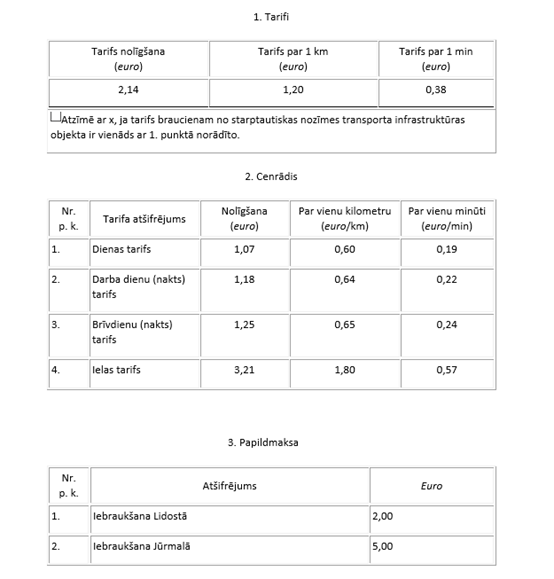 1. Tarifi
Tarifs nolīgšana
(euro)
Tarifs par 1 km
(euro)
Tarifs par 1 min
(euro)
2,14
1,20
0,38
Atzīmē ar x, ja tarifs braucienam no starptautiskas nozīmes transporta infrastruktūras
objekta ir vienāds ar 1. punktā norādīto.
2. Cenrādis
Nr.
p. k.
Tarifa atšifrējums
Nolīgšana
(euro)
Par vienu kilometru
(euro/km)
Par vienu minūti
(euro/min)
1.
Dienas tarifs
1,07
0,60
0,19
2.
Darba dienu (nakts)
tarifs
1,18
0,64
0,22
3.
Brīvdienu (nakts)
tarifs
1,25
0,65
0,24
4.
Ielas tarifs
3,21
1,80
0,57
3. Papildmaksa
Nr.
p. k.
Atšifrējums
Euro
1.
Iebraukšana Lidostā
2,00
2.
Iebraukšana Jūrmalā
5,00